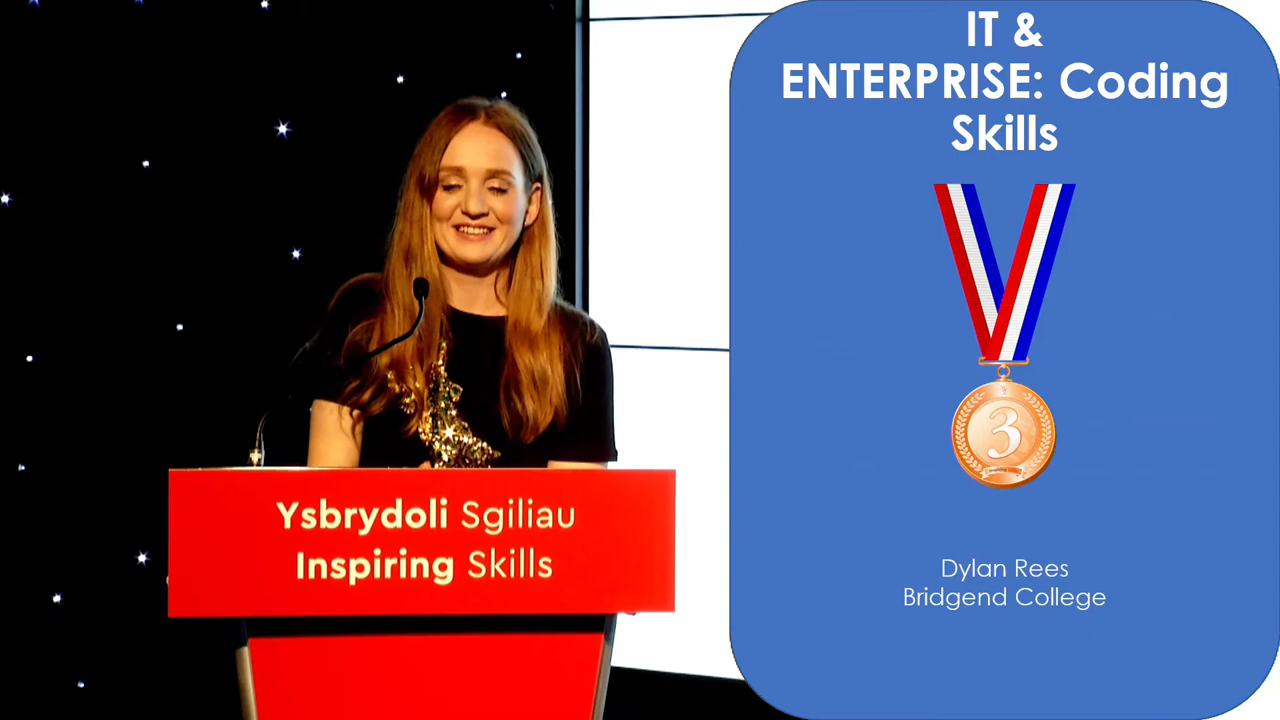 IT &
ENTERPRISE: Coding
Skills
3
Dylan Rees
Bridgend College
Ysbrydoli Sgiliau
Inspiring Skills